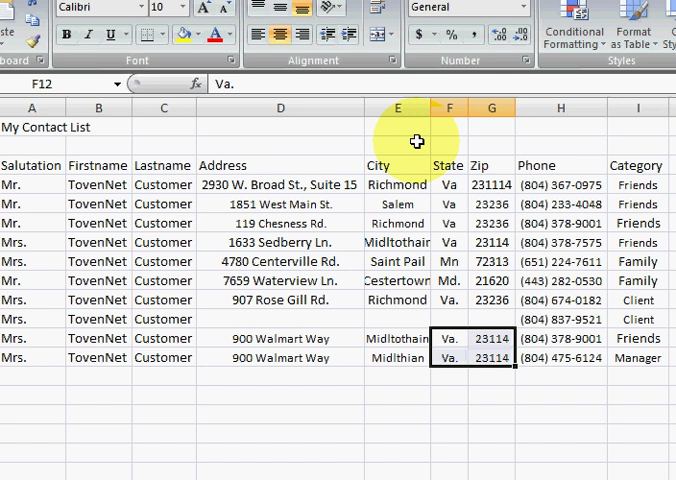 Calibri 10 A A General
B I U A $ % , .00 .0
Conditional Formatting Format as Table
Font Alignment Number Styles
F12 fx Va.
A B C D E F G H I
My Contact List
Salutation Firstname Lastname Address City State Zip Phone Category
Mr. TovenNet Customer 2930 W. Broad St., Suite 15 Richmond Va 231114 (804) 367-0975 Friends
Mr. TovenNet Customer 1851 West Main St. Salem Va 23236 (804) 233-4048 Friends
Mr. TovenNet Customer 119 Chesness Rd. Richmond Va 23236 (804) 378-9001 Friends
Mrs. TovenNet Customer 1633 Sedberry Ln. Midltothain Va 23114 (804) 378-7575 Friends
Mrs. TovenNet Customer 4780 Centerville Rd. Saint Pail Mn 72313 (651) 224-7611 Family
Mr. TovenNet Customer 7659 Waterview Ln. Cestertown Md. 21620 (443) 282-0530 Family
Mrs. TovenNet Customer 907 Rose Gill Rd. Richmond Va. 23236 (804) 674-0182 Client
Mrs. TovenNet Customer (804) 837-9521 Client
Mrs. TovenNet Customer 900 Walmart Way Midltothain Va. 23114 (804) 378-9001 Friends
Mrs. TovenNet Customer 900 Walmart Way Midlthian Va. 23114 (804) 475-6124 Manager